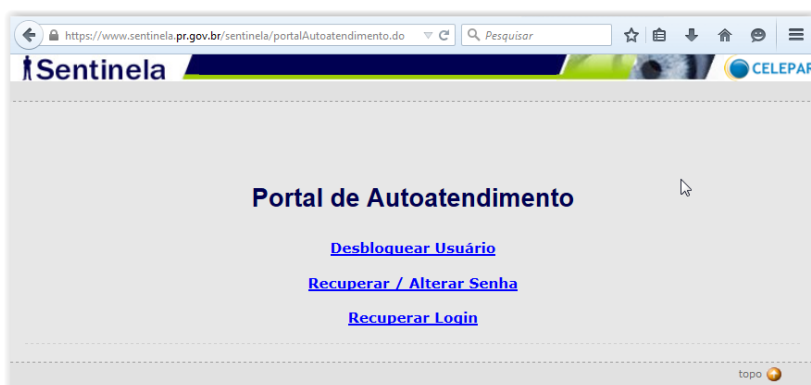 https://www.sentinela.pr.gov.br/sentinela/portalAutoatendimento.do
Pesquisar
Sentinela
CELEPAR
Portal de Autoatendimento
Desbloquear Usuário
Recuperar / Alterar Senha
Recuperar Login
topo